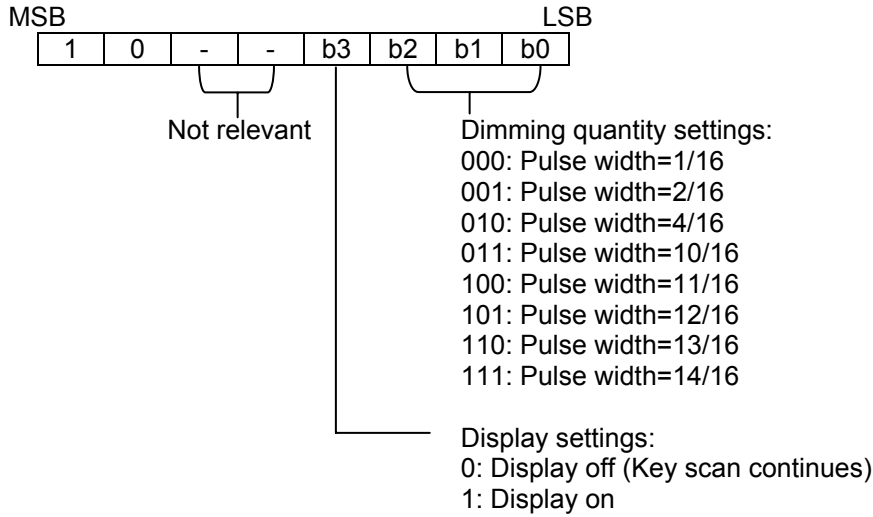 MSB LSB
1 0 - - b3 b2 b1 b0
Not relevant
Dimming quantity settings:
000: Pulse width=1/16
001: Pulse width=2/16
010: Pulse width=4/16
011: Pulse width=10/16
100: Pulse width=11/16
101: Pulse width=12/16
110: Pulse width=13/16
111: Pulse width=14/16
Display settings:
0: Display off (Key scan continues)
1: Display on